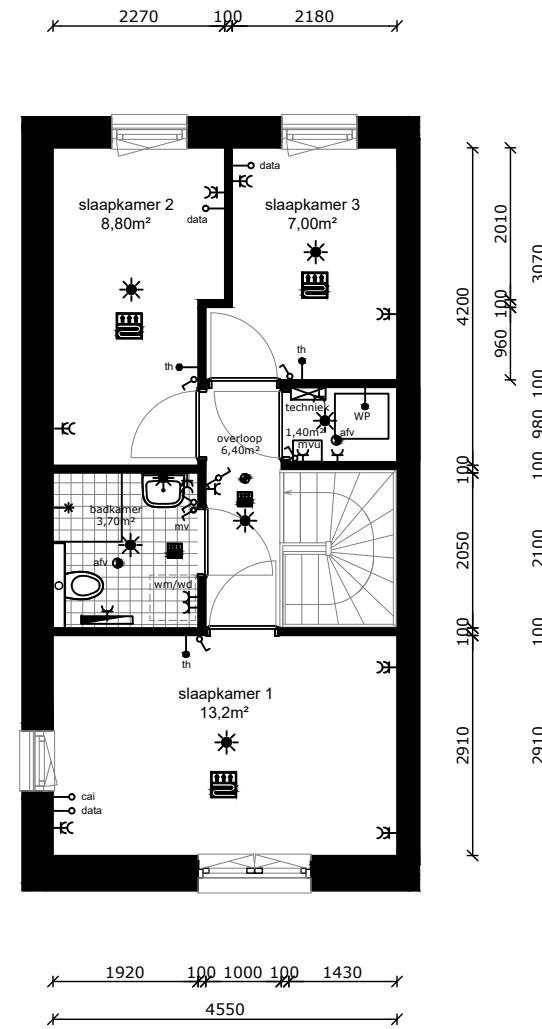 2270 100 2180
data
slaapkamer 2
8,80m²
data
slaapkamer 3
7,00m²
2010
3070
4200
100
960
th
th
100
techniek
1,40m²
WP
afv
mvu
overloop
6,40m²
980
100
100
badkamer
3,70m²
mv
afv
wm/wd
2050
2100
100
100
th
slaapkamer 1
13,2m²
2910
2910
cai
data
1920 100 1000 100 1430
4550